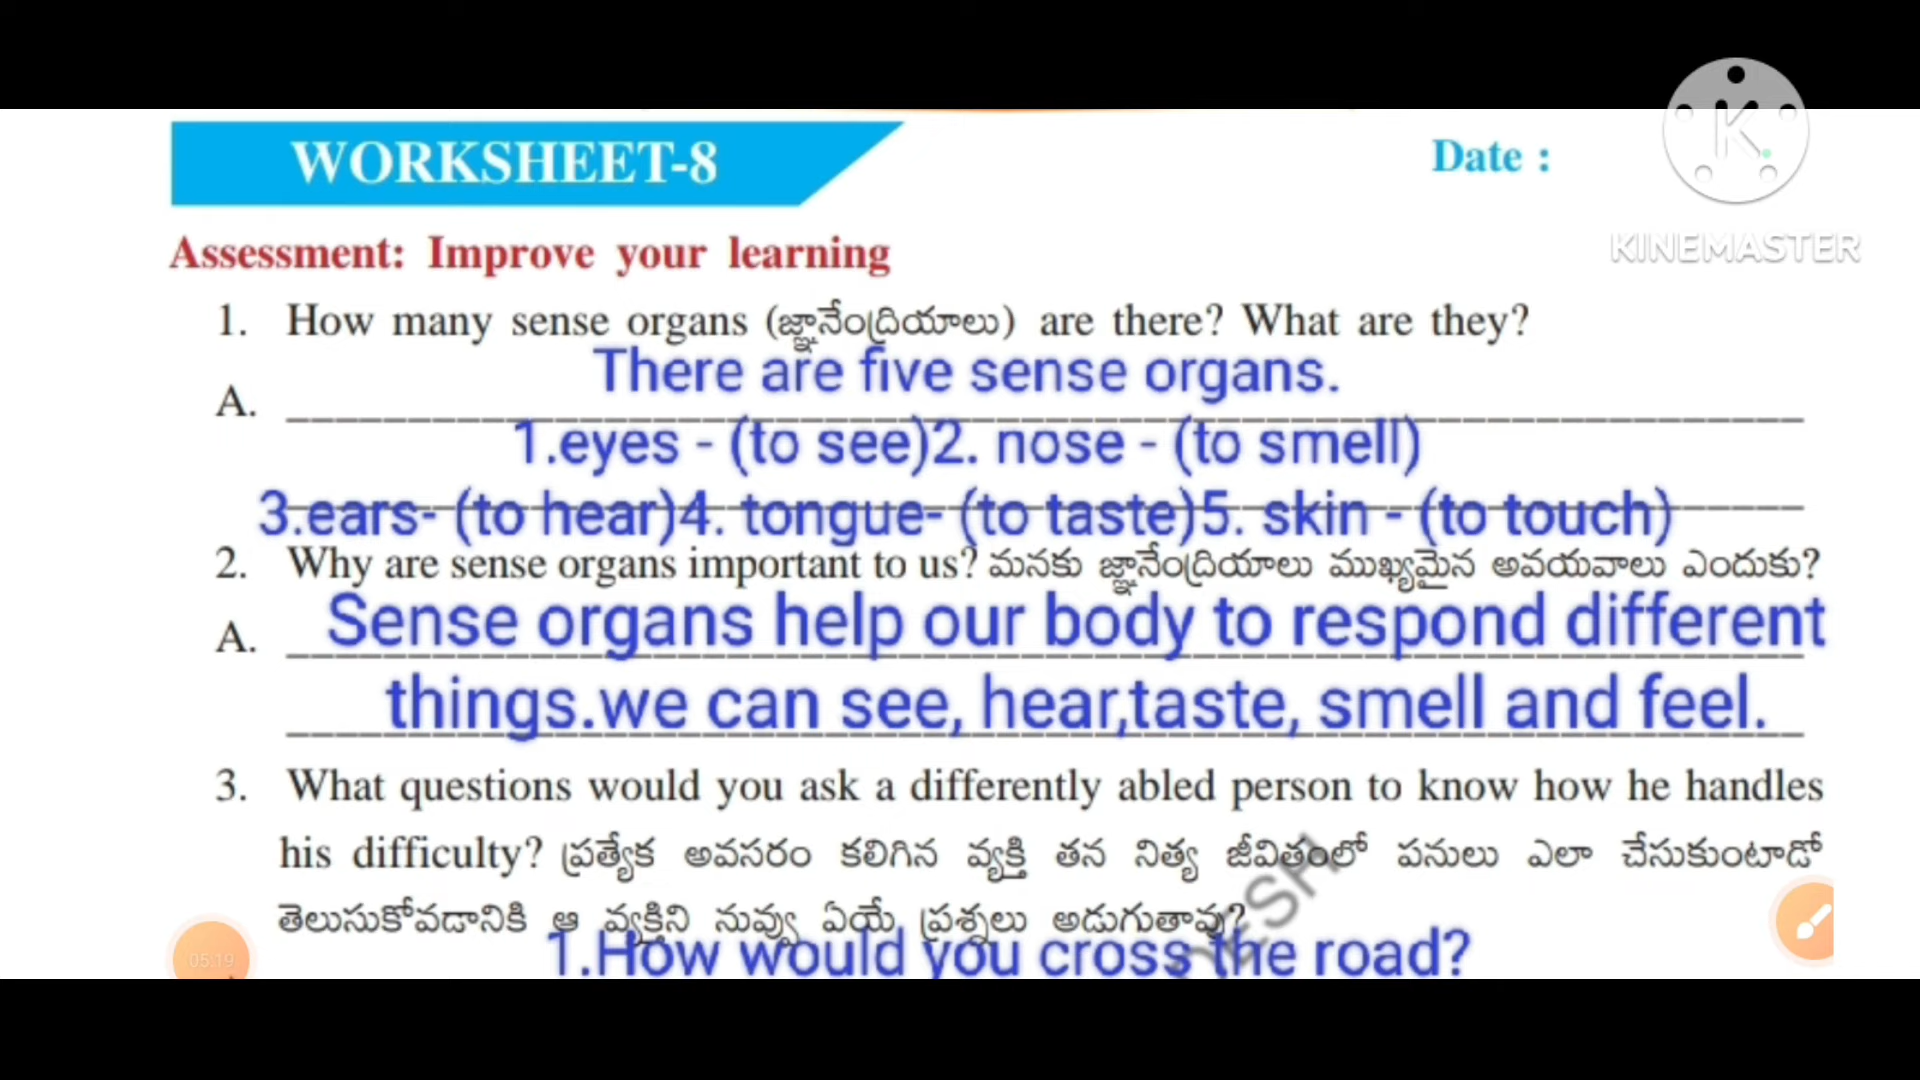 WORKSHEET-8
Date :
KINEMASTER
Assessment: Improve your learning
1. How many sense organs (జ్ఞానేంద్రియాలు) are there? What are they?
There are five sense organs.
A.
1.eyes - (to see)2. nose - (to smell)
3.ears- (to hear)4. tongue- (to taste)5. skin - (to touch)
2. Why are sense organs important to us? మనకు జ్ఞానేంద్రియాలు ముఖ్యమైన అవయవాలు ఎందుకు?
A. Sense organs help our body to respond different
things.we can see, hear,taste, smell and feel.
3. What questions would you ask a differently abled person to know how he handles
his difficulty? ప్రత్యేక అవసరం కలిగిన వ్యక్తి తన నిత్య జీవితంలో పనులు ఎలా చేసుకుంటాడో
తెలుసుకోవడానికి ఆ వ్యక్తిని నువ్వు ఏయే ప్రశ్నలు అడుగుతావు?
1.How would you cross the road?
05:19